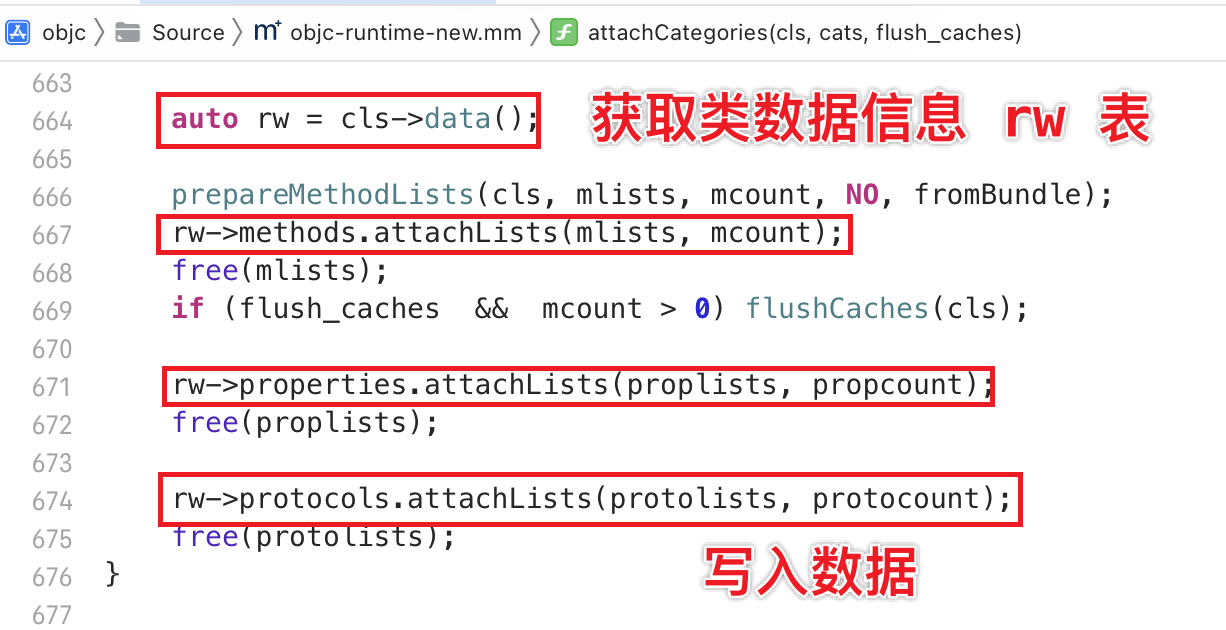 objc Source m+ objc-runtime-new.mm f attachCategories(cls, cats, flush_caches)
663
664 auto rw = cls->data(); 获取类数据信息 rw 表
665
666 prepareMethodLists(cls, mlists, mcount, NO, fromBundle);
667 rw->methods.attachLists(mlists, mcount);
668 free(mlists);
669 if (flush_caches && mcount > 0) flushCaches(cls);
670
671 rw->properties.attachLists(proplists, propcount);
672 free(proplists);
673
674 rw->protocols.attachLists(protolists, protocount);
675 free(protolists);
写入数据
676 }
677